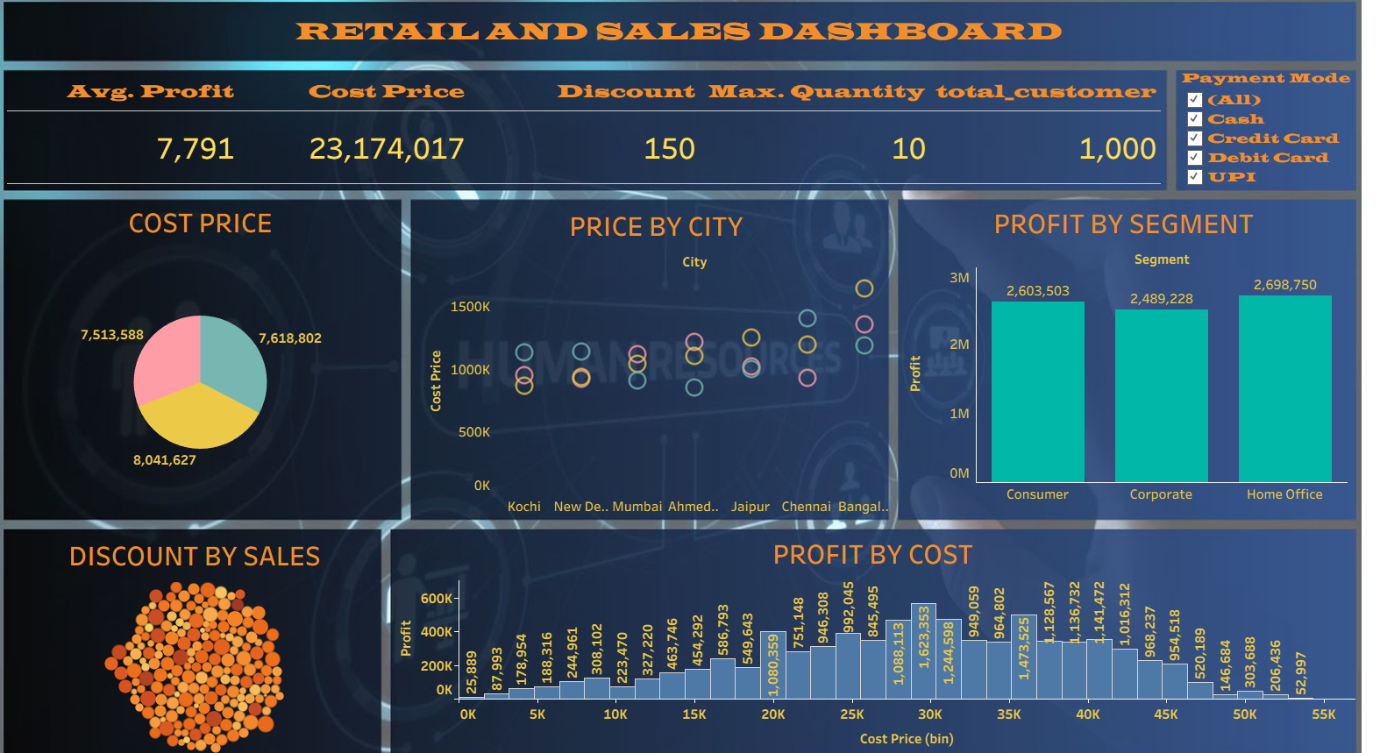 RETAIL AND SALES DASHBOARD
Avg. Profit Cost Price Discount Max. Quantity total_customer
7,791 23,174,017 150 10 1,000
Payment Mode
(All)
Cash
Credit Card
Debit Card
UPI
COST PRICE
7,513,588
7,618,802
8,041,627
PRICE BY CITY
City
Cost Price
1500K
1000K
500K
0K
HUMAN RESOURCES
Kochi New De.. Mumbai Ahmed.. Jaipur Chennai Bangal..
PROFIT BY SEGMENT
Segment
Profit
3M
2M
1M
0M
2,603,503 2,489,228 2,698,750
Consumer Corporate Home Office
DISCOUNT BY SALES
PROFIT BY COST
Profit
600K
400K
200K
0K
25,889
87,993
178,954
188,316
244,961
308,102
223,470
327,220
463,746
454,292
586,793
549,643
1,080,359
751,148
946,308
992,045
845,495
1,088,113
1,623,353
1,244,598
949,059
964,802
1,473,525
1,128,567
1,136,732
1,141,472
1,016,312
968,237
954,518
520,189
146,684
303,688
206,436
52,997
0K 5K 10K 15K 20K 25K 30K 35K 40K 45K 50K 55K
Cost Price (bin)